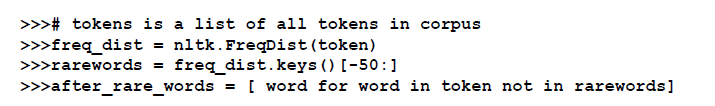 >>># tokens is a list of all tokens in corpus
>>>freq_dist = nltk.FreqDist(token)
>>>rarewords = freq_dist.keys()[-50:]
>>>after_rare_words = [ word for word in token not in rarewords]